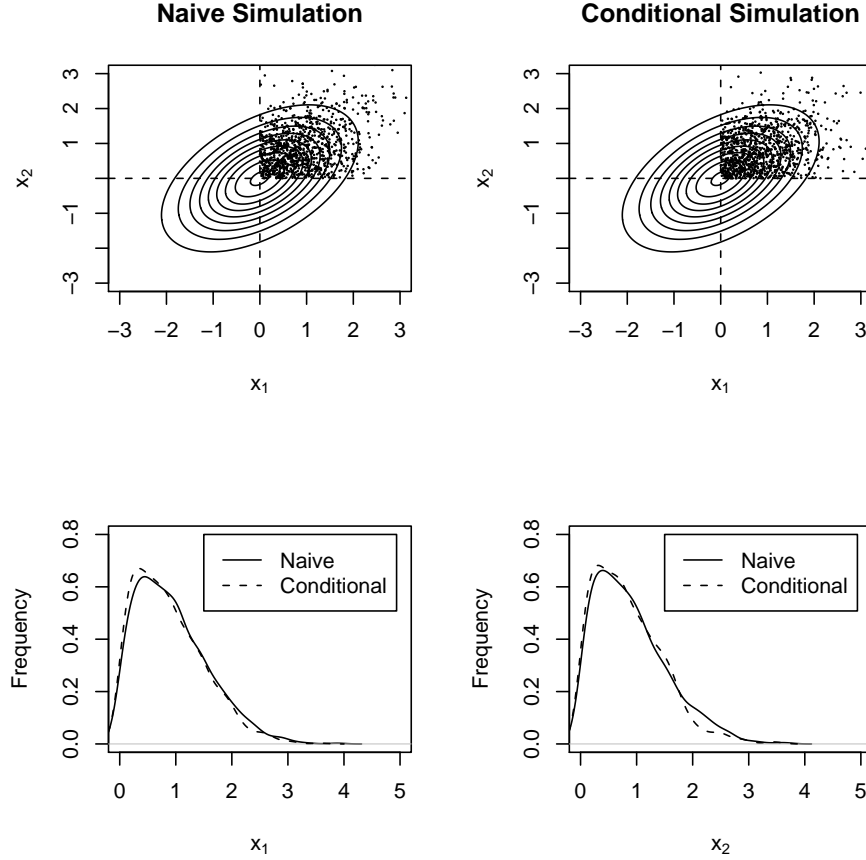 Naive Simulation
Conditional Simulation
3
2
1
−1
−3
x2
−3 −2 −1 0 1 2 3
x1
3
2
1
−1
−3
x2
−3 −2 −1 0 1 2 3
x1
0.8
0.6
0.4
0.2
0.0
Frequency
Naive
Conditional
0 1 2 3 4 5
x1
0.8
0.6
0.4
0.2
0.0
Frequency
Naive
Conditional
0 1 2 3 4 5
x2